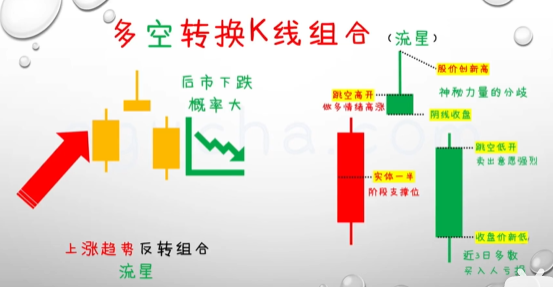 多空转换K线组合（流星）
后市下跌
概率大
上涨趋势反转组合
流星
股价创新高
神秘力量的分歧
跳空高开
做多情绪高涨
阴线收盘
实体一半
阶段支撑位
跳空低开
卖出意愿强烈
收盘价新低
近3日多数
买入人亏损